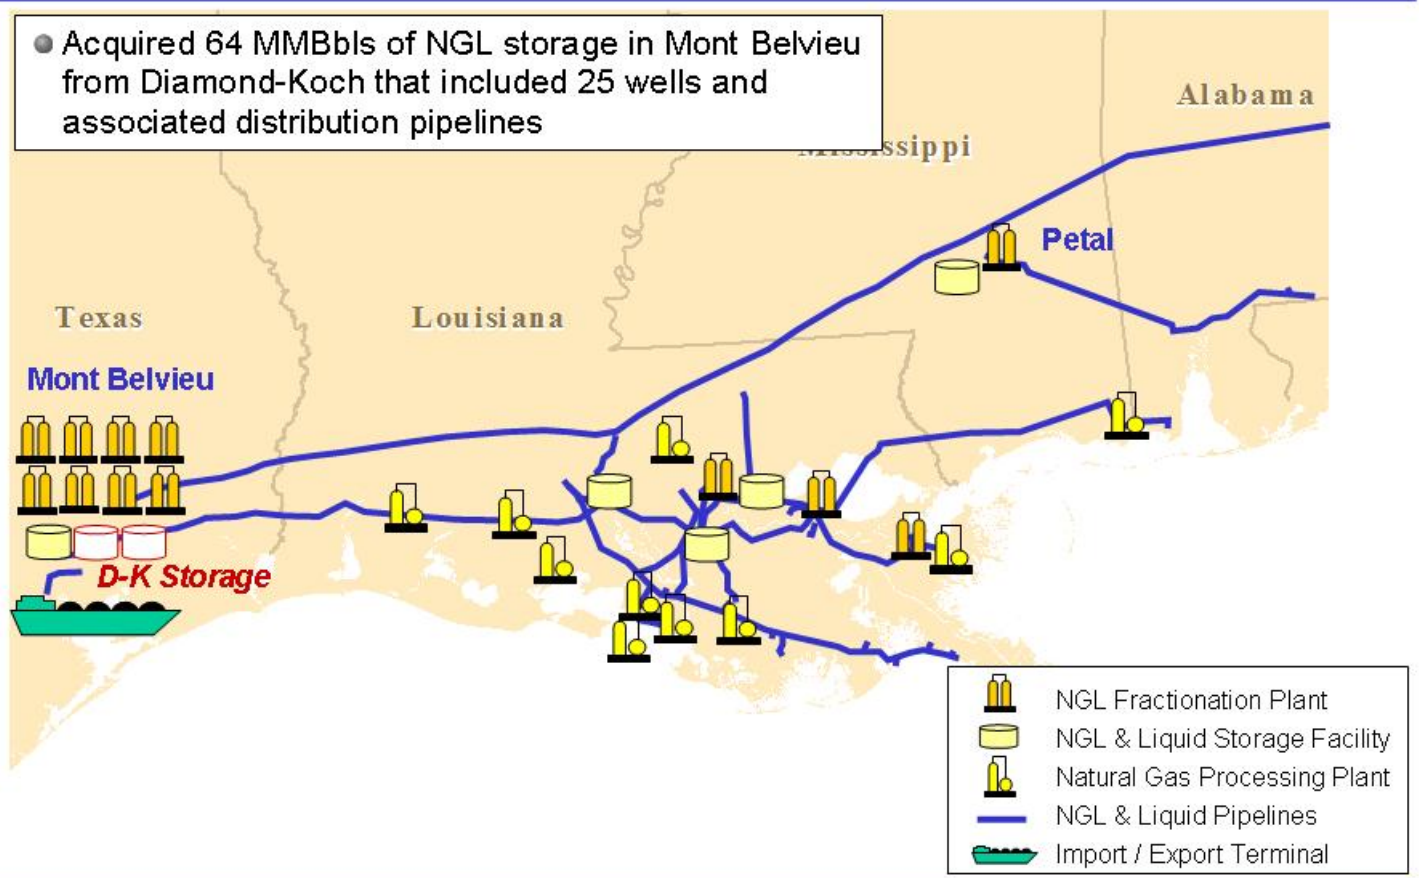 Acquired 64 MMBbls of NGL storage in Mont Belvieu
from Diamond-Koch that included 25 wells and
associated distribution pipelines
Alabama
Mississippi
Petal
Texas
Louisiana
Mont Belvieu
D-K Storage
NGL Fractionation Plant
NGL & Liquid Storage Facility
Natural Gas Processing Plant
NGL & Liquid Pipelines
Import / Export Terminal